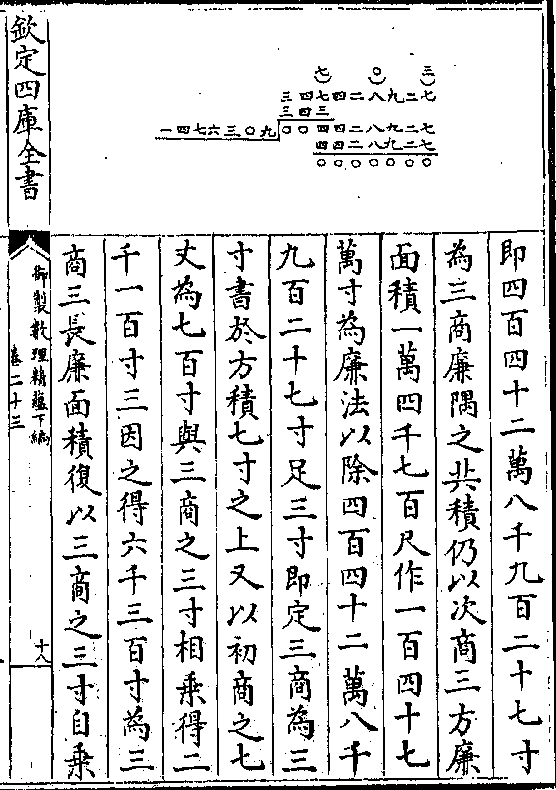 七〇三
三四七四二八九二七
三四三
一四七六三〇九
〇〇四四二八九二七
四四二八九二七
〇〇〇〇〇〇〇
即四百四十二萬八千九百二十七寸
為三商廉隅之共積仍以次商三方廉
面積一萬四千七百尺作一百四十七
萬寸為廉法以除四百四十二萬八千
九百二十七寸足三寸即定三商為三
寸書於方積七寸之上又以初商之七
丈為七百寸與三商之三寸相乘得二
千一百寸三因之得六千三百寸為三
商三長廉面積復以三商之三寸自乘
欽定四庫全書
御製數理精蘊下編
卷二十三
十八